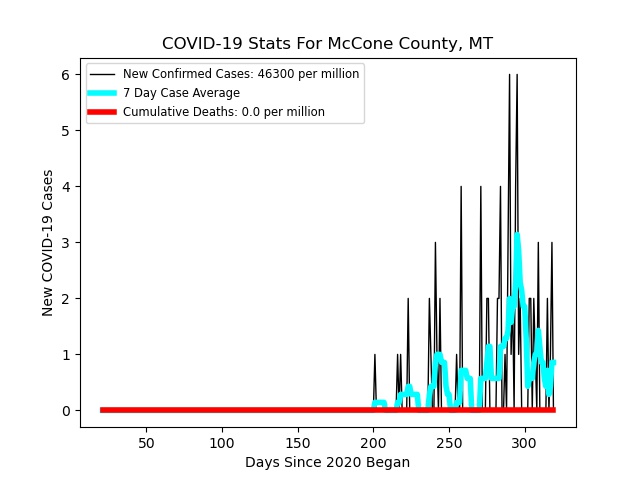 COVID-19 Stats For McCone County, MT
New Confirmed Cases: 46300 per million
7 Day Case Average
Cumulative Deaths: 0.0 per million
New COVID-19 Cases
6
5
4
3
2
1
0
50 100 150 200 250 300
Days Since 2020 Began